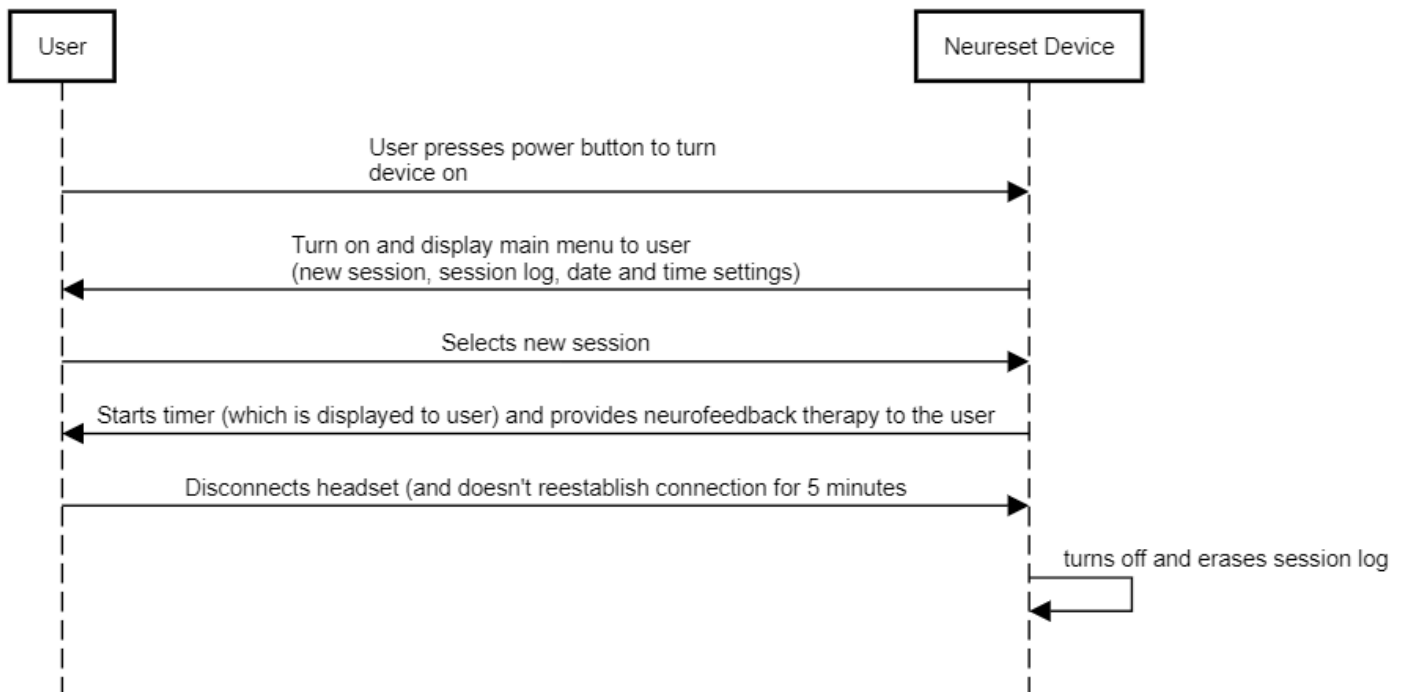 User
Neureset Device
User presses power button to turn
device on
Turn on and display main menu to user
(new session, session log, date and time settings)
Selects new session
Starts timer (which is displayed to user) and provides neurofeedback therapy to the user
Disconnects headset (and doesn't reestablish connection for 5 minutes
turns off and erases session log